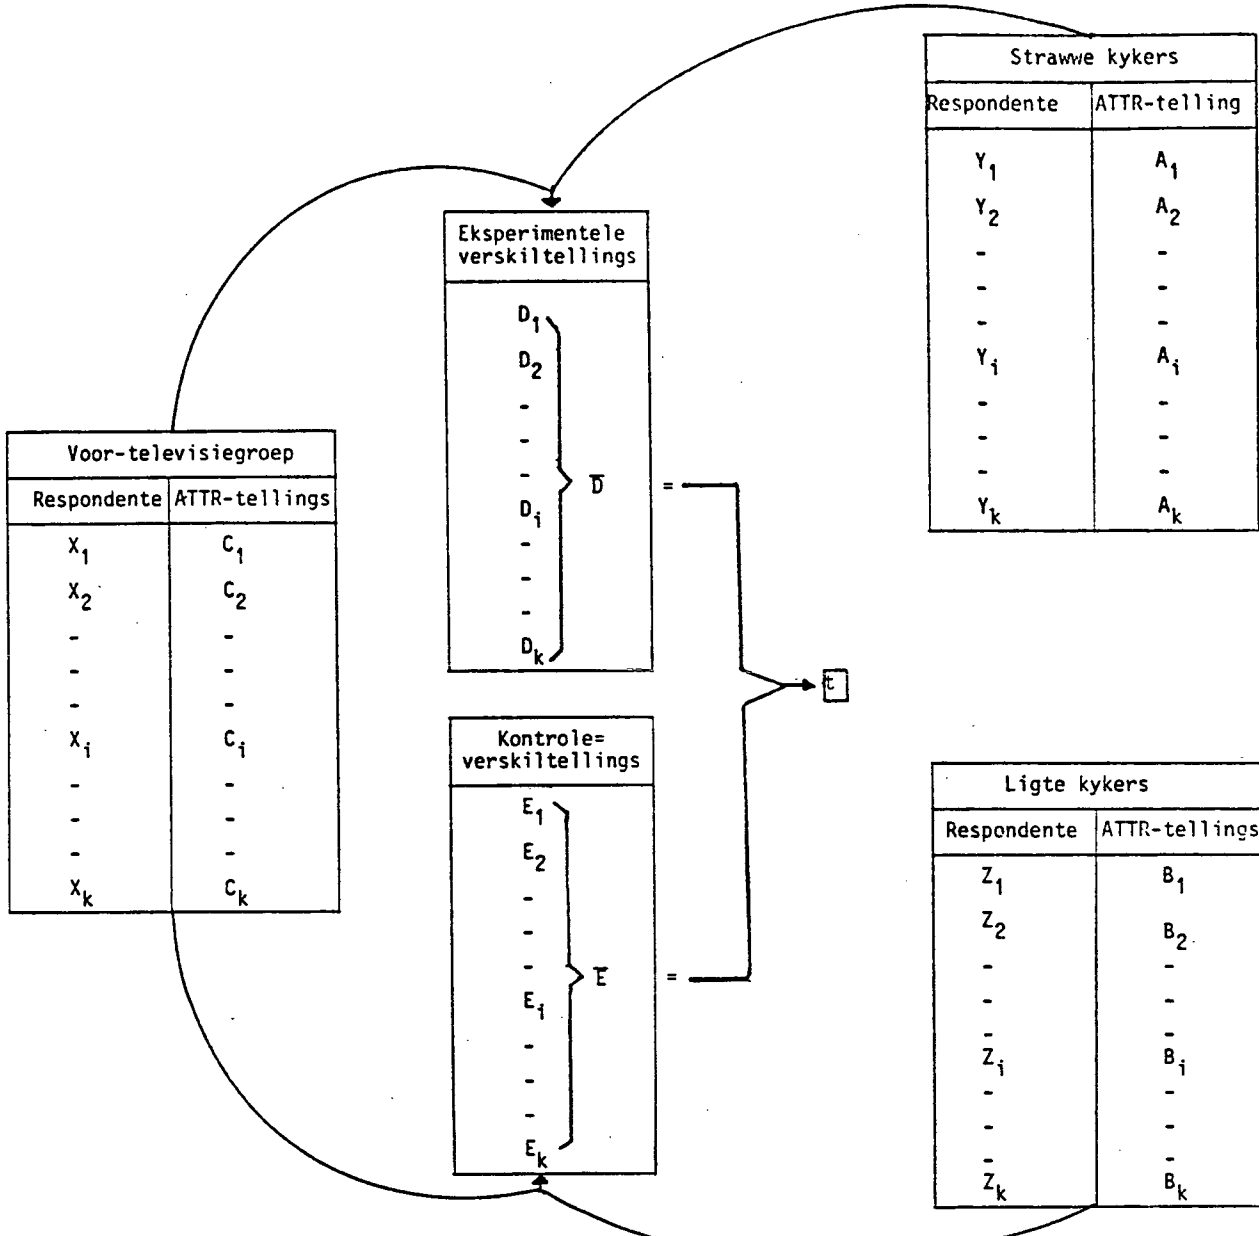 Strawwe kykers
Respondente ATTR-telling
Y₁ A₁
Y₂ A₂
- -
- -
- -
Yᵢ Aᵢ
- -
- -
- -
Yₖ Aₖ
Eksperimentele
verskiltellings
D₁
D₂
-
-
-
Dᵢ
-
-
-
Dₖ
D̅ =
Voor-televisiegroep
Respondente ATTR-tellings
X₁ C₁
X₂ C₂
- -
- -
- -
Xᵢ Cᵢ
- -
- -
- -
Xₖ Cₖ
t
Kontrole=
verskiltellings
E₁
E₂
-
-
-
Eᵢ
-
-
-
Eₖ
E̅ =
Ligte kykers
Respondente ATTR-tellings
Z₁ B₁
Z₂ B₂
- -
- -
- -
Zᵢ Bᵢ
- -
- -
- -
Zₖ Bₖ